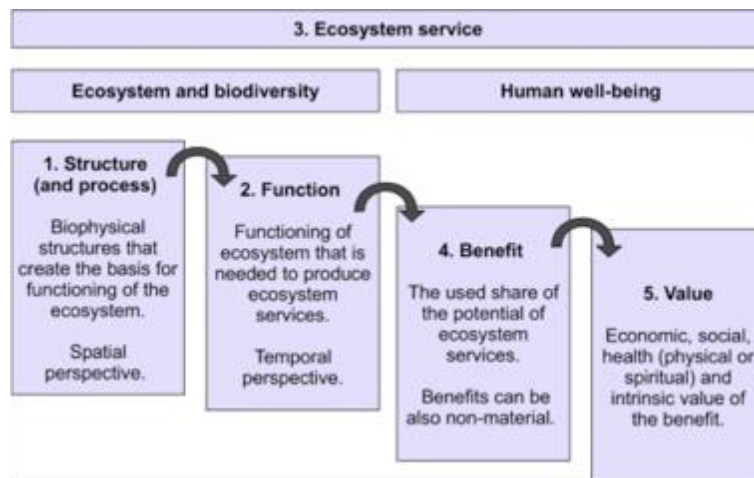 3. Ecosystem service
Ecosystem and biodiversity
Human well-being
1. Structure
(and process)
Biophysical
structures that
create the basis for
functioning of the
ecosystem.
Spatial
perspective.
2. Function
Functioning of
ecosystem that is
needed to produce
ecosystem
services.
Temporal
perspective.
4. Benefit
The used share of
the potential of
ecosystem
services.
Benefits can be
also non-material.
5. Value
Economic, social,
health (physical or
spiritual) and
intrinsic value of
the benefit.